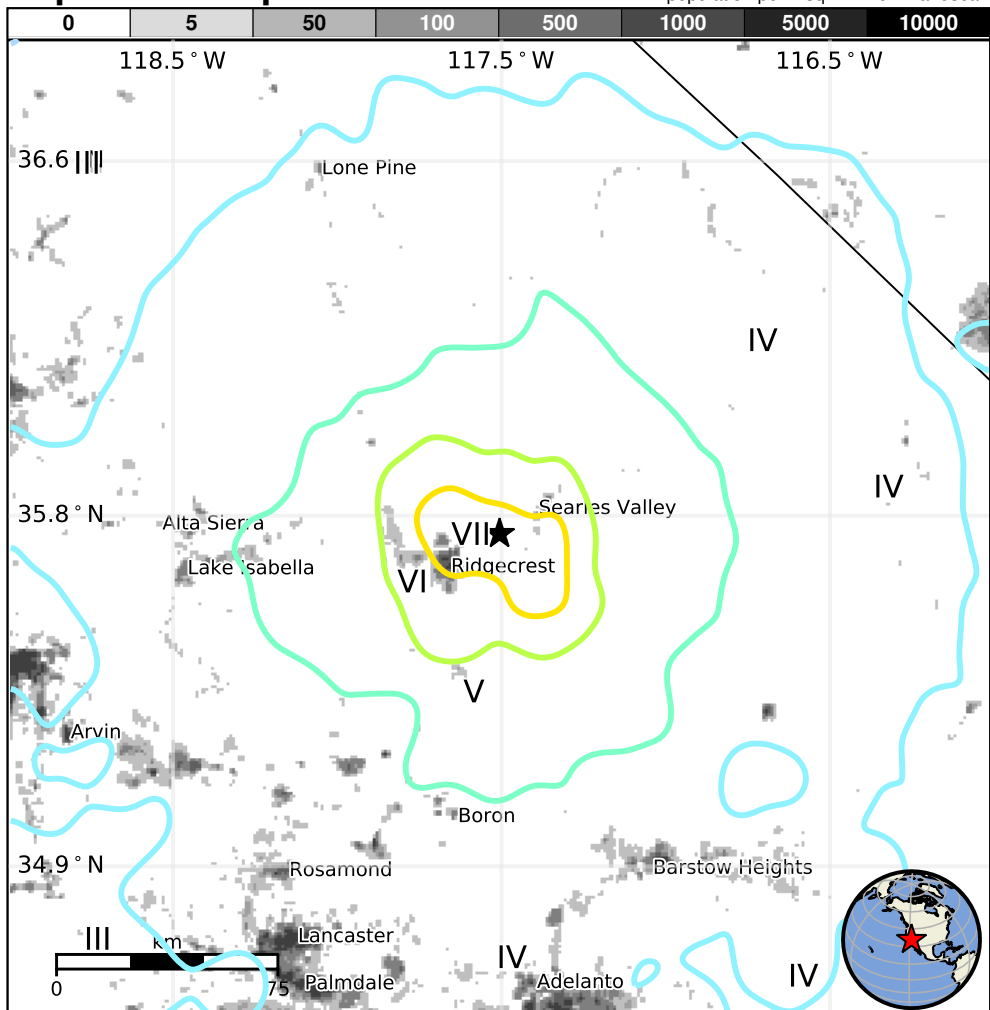 0 5 50 100 500 1000 5000 10000
118.5°W 117.5°W 116.5°W
36.6 III
Lone Pine
IV
IV
35.8°N
Searles Valley
Alta Sierra
VII
Lake Isabella
Ridgecrest
VI
V
Arvin
Boron
34.9°N
Rosamond
Barstow Heights
III
km
Lancaster
IV
IV
0 75
Palmdale
Adelanto